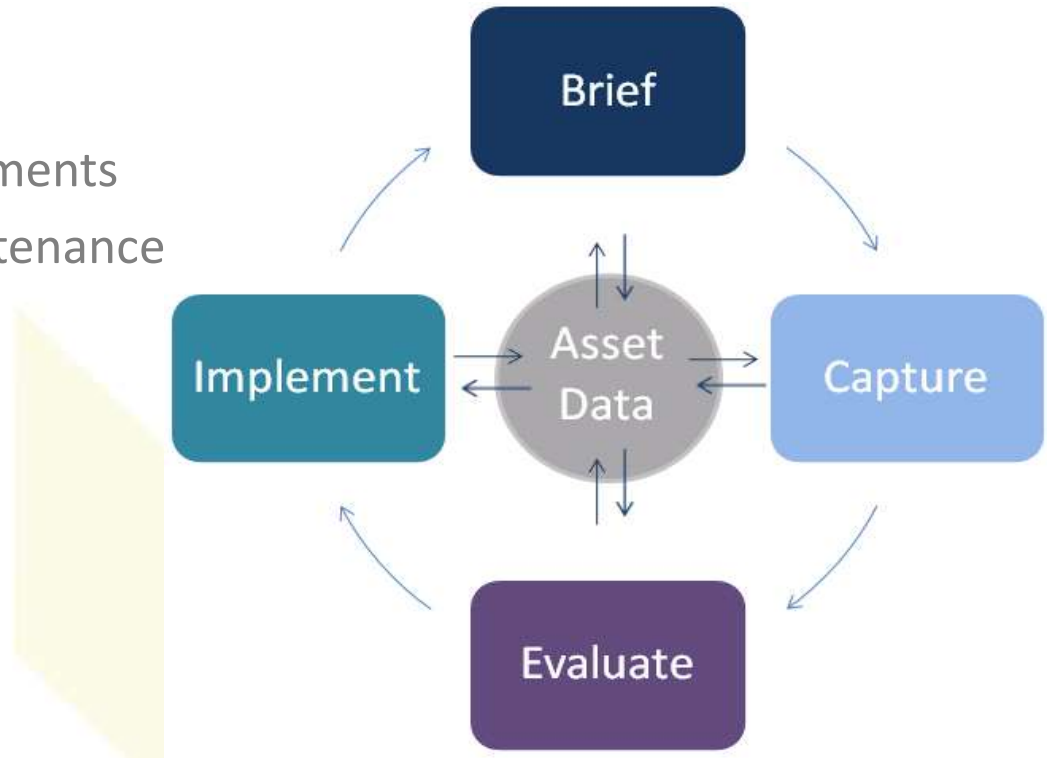 Brief
ments
tenance
Implement
Asset
Data
Capture
Evaluate